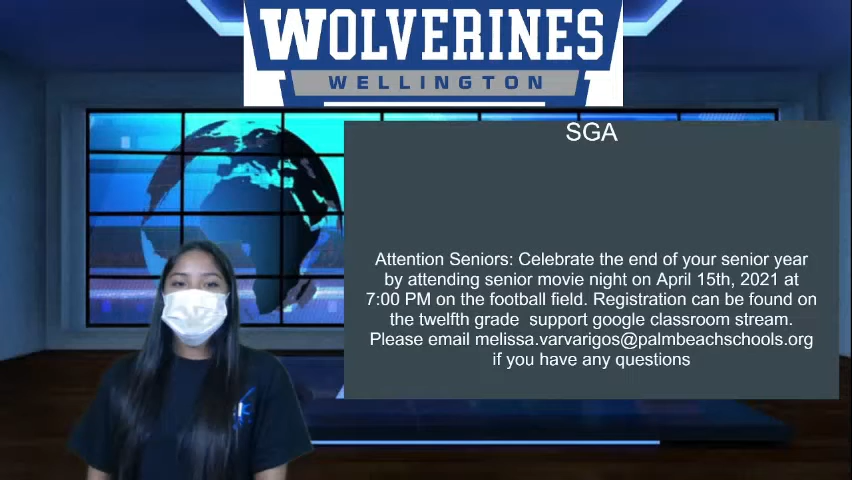 WOLVERINES
WELLINGTON
SGA
Attention Seniors: Celebrate the end of your senior year
by attending senior movie night on April 15th, 2021 at
7:00 PM on the football field. Registration can be found on
the twelfth grade  support google classroom stream.
Please email melissa.varvarigos@palmbeachschools.org
if you have any questions